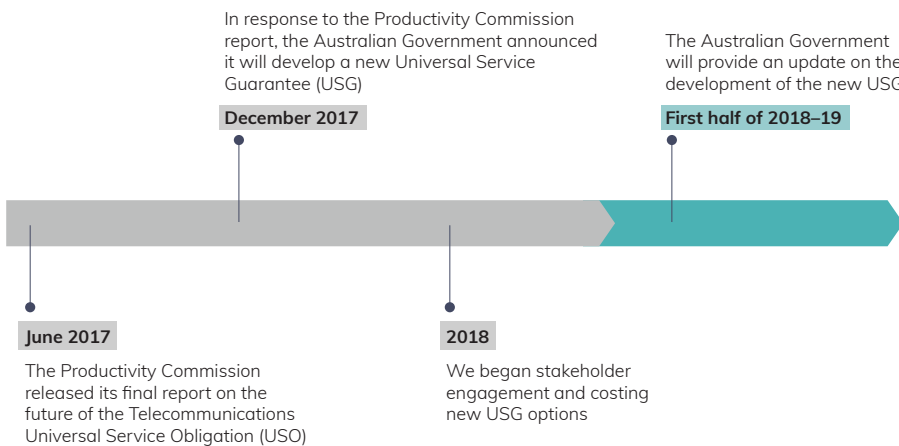 In response to the Productivity Commission
report, the Australian Government announced
it will develop a new Universal Service
Guarantee (USG)
December 2017
The Australian Government
will provide an update on the
development of the new USG
First half of 2018–19
June 2017
The Productivity Commission
released its final report on the
future of the Telecommunications
Universal Service Obligation (USO)
2018
We began stakeholder
engagement and costing
new USG options